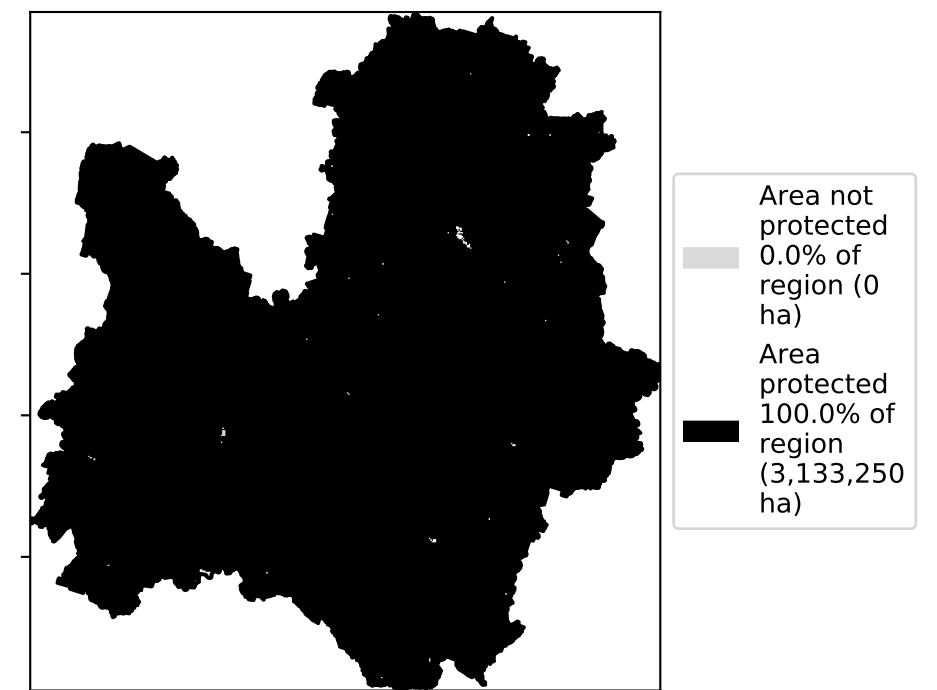 Area not
protected
0.0% of
region (0
ha)
Area
protected
100.0% of
region
(3,133,250
ha)